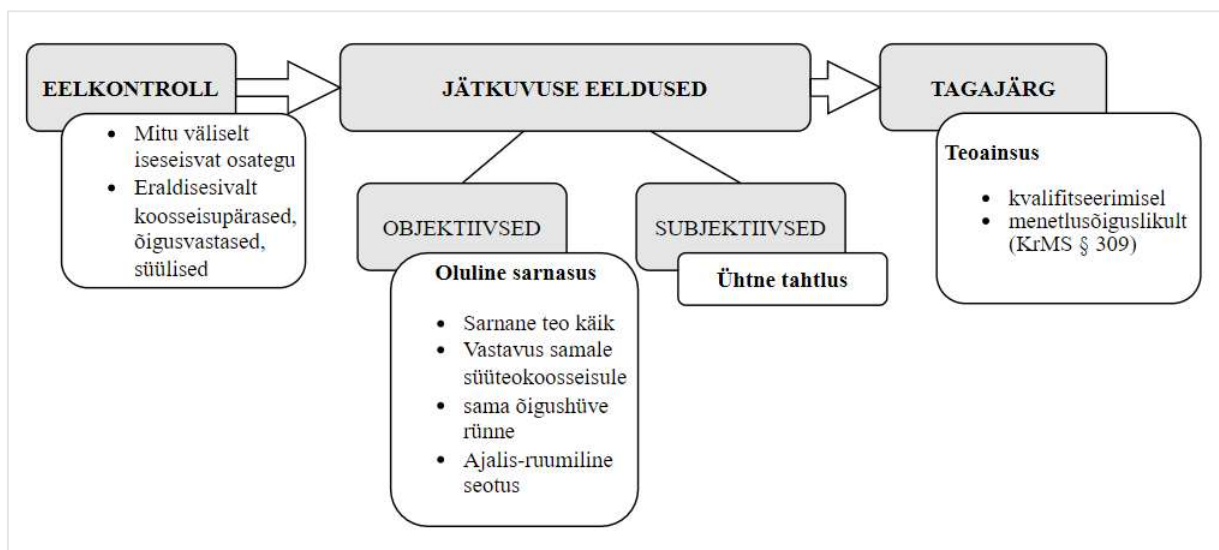 EELKONTROLL
Mitu väliselt
iseseisvat osategu
Eraldisesivalt
koosseisupärased,
õigusvastased,
süülised
JÄTKUVUSE EELDUSED
OBJEKTIIVSED
Oluline sarnasus
Sarnane teo käik
Vastavus samale
süüteokoosseisule
sama õigushüve
rünne
Ajalis-ruumiline
seotus
SUBJEKTIIVSED
Ühtne tahtlus
TAGAJÄRG
Teoainsus
kvalifitseerimisel
menetlusõiguslikult
(KrMS § 309)